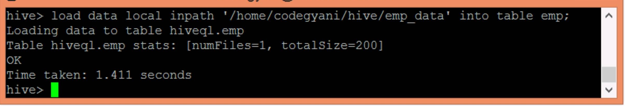 hive> load data local inpath '/home/codegyani/hive/emp_data' into table emp;
Loading data to table hiveql.emp
Table hiveql.emp stats: [numFiles=1, totalSize=200]
OK
Time taken: 1.411 seconds
hive>